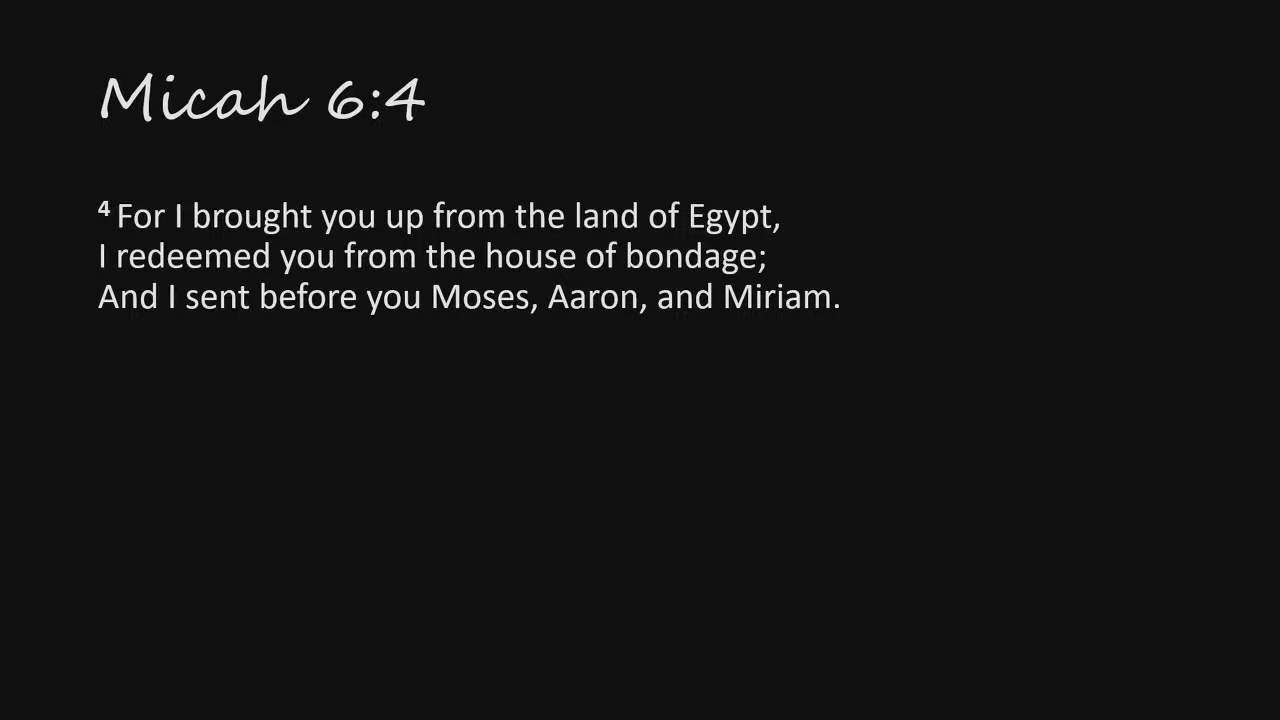 Micah 6:4
4 For I brought you up from the land of Egypt,
I redeemed you from the house of bondage;
And I sent before you Moses, Aaron, and Miriam.